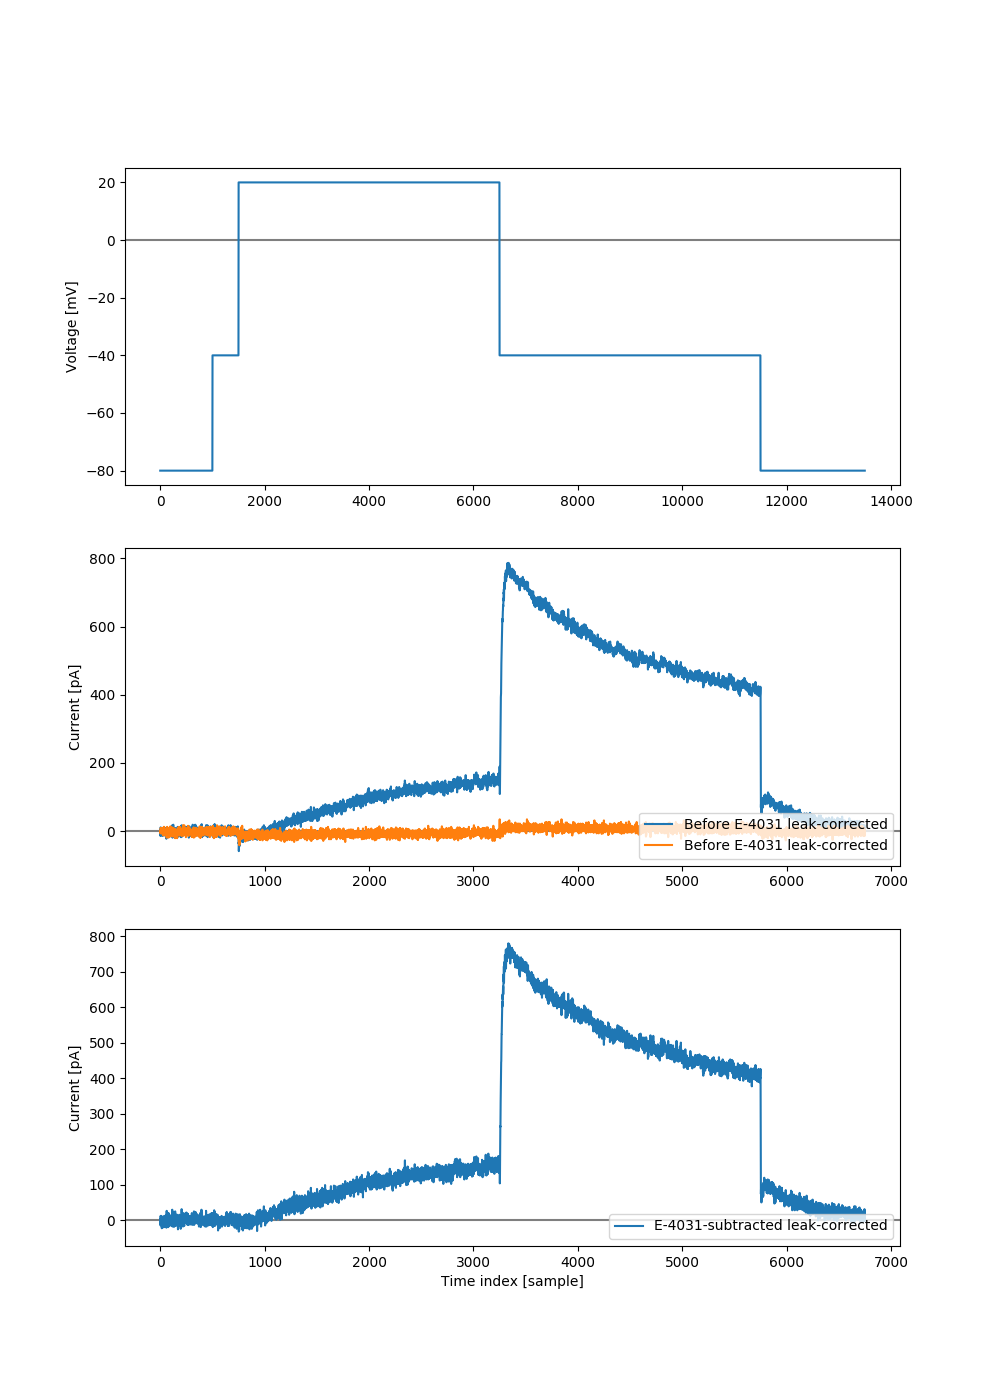 20
0
−20
−40
−60
−80
Voltage [mV]
0 2000 4000 6000 8000 10000 12000 14000
800
600
400
200
0
Current [pA]
Before E-4031 leak-corrected
Before E-4031 leak-corrected
0 1000 2000 3000 4000 5000 6000 7000
800
700
600
500
400
300
200
100
0
Current [pA]
E-4031-subtracted leak-corrected
0 1000 2000 3000 4000 5000 6000 7000
Time index [sample]